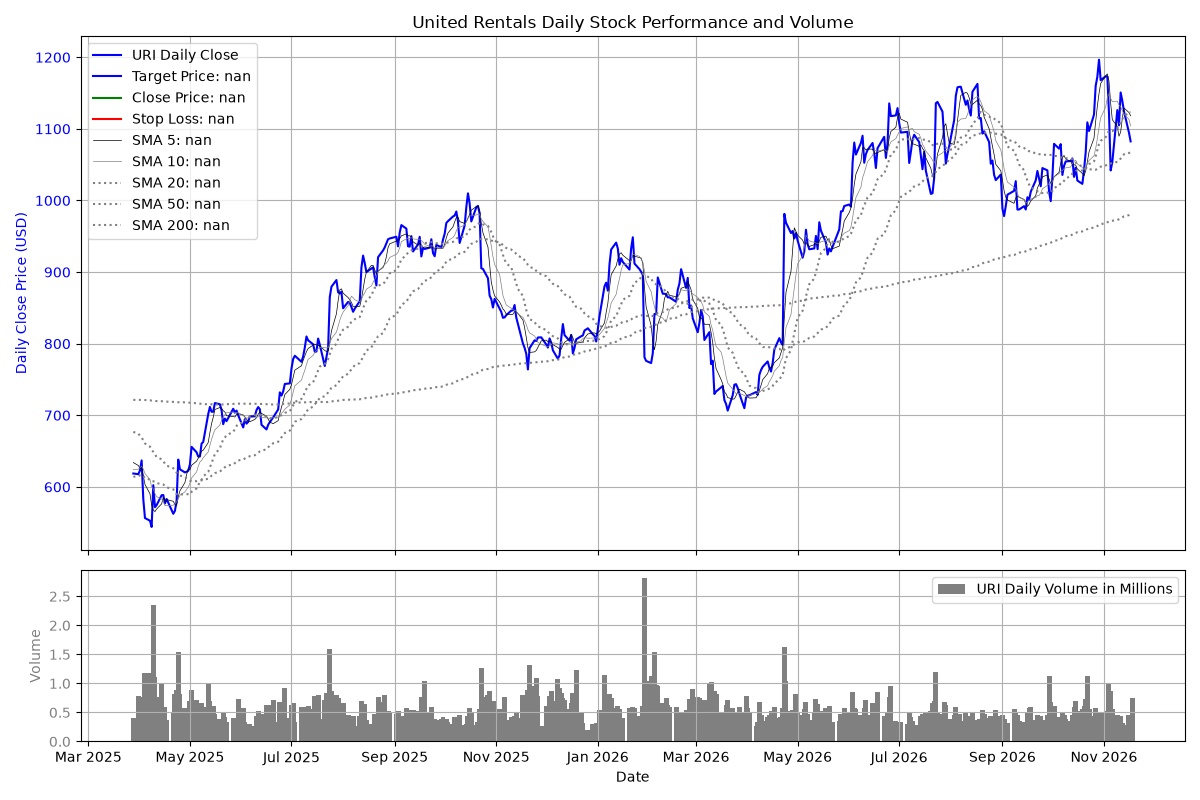 United Rentals Daily Stock Performance and Volume
Daily Close Price (USD)
1200
1100
1000
900
800
700
600
URI Daily Close
Target Price: nan
Close Price: nan
Stop Loss: nan
SMA 5: nan
SMA 10: nan
SMA 20: nan
SMA 50: nan
SMA 200: nan
Volume
2.5
2.0
1.5
1.0
0.5
0.0
URI Daily Volume in Millions
Mar 2025 May 2025 Jul 2025 Sep 2025 Nov 2025 Jan 2026 Mar 2026 May 2026 Jul 2026 Sep 2026 Nov 2026
Date